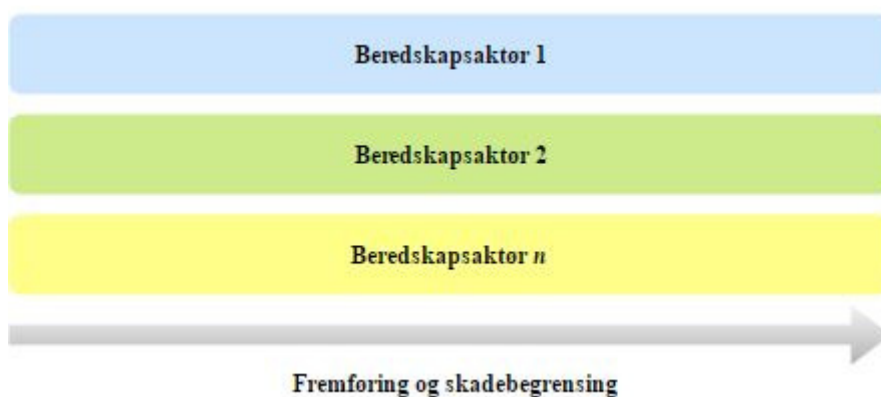 Beredskapsaktør 1
Beredskapsaktør 2
Beredskapsaktør n
Fremføring og skadebegrensing